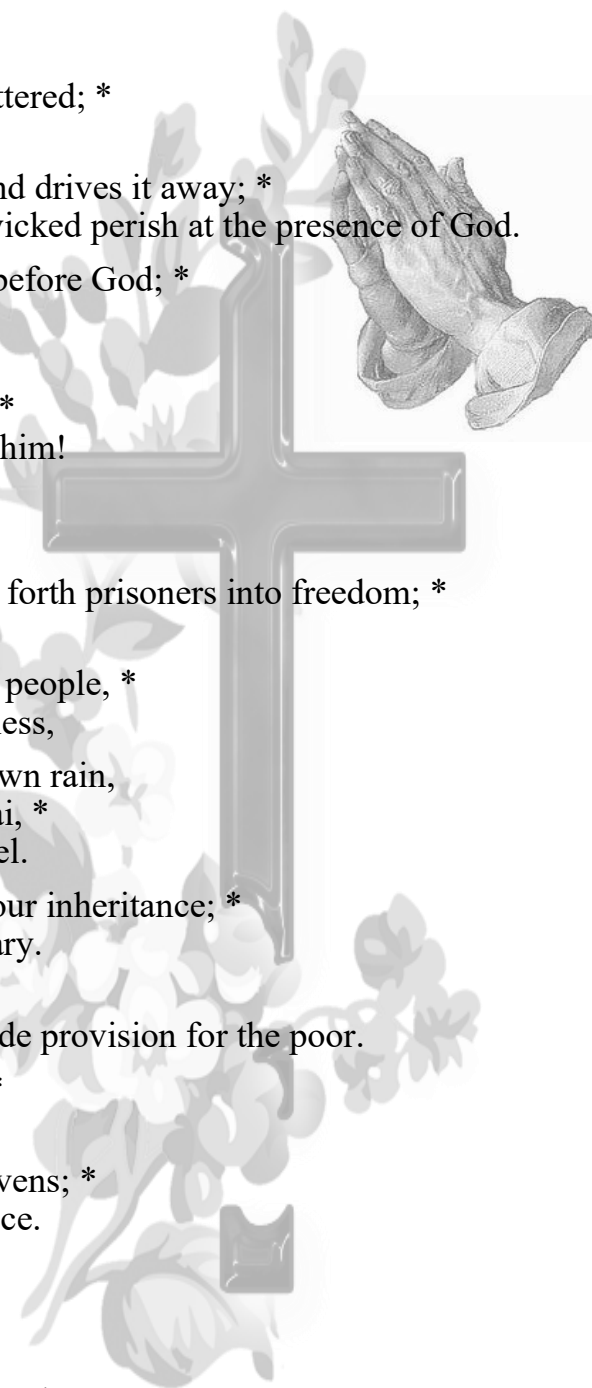 ttered; *
nd drives it away; *
wicked perish at the presence of God.
before God; *
*
him!
forth prisoners into freedom; *
people, *
ess,
wn rain,
ai, *
el.
our inheritance; *
ary.
de provision for the poor.
*
vens; *
ce.